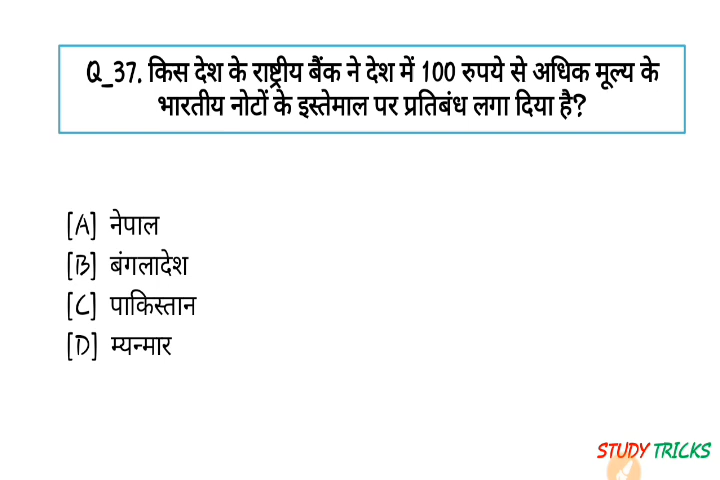 Q_37. किस देश के राष्ट्रीय बैंक ने देश में 100 रुपये से अधिक मूल्य के
भारतीय नोटों के इस्तेमाल पर प्रतिबंध लगा दिया है?
[A] नेपाल
[B] बंगलादेश
[C] पाकिस्तान
[D] म्यन्मार
STUDY TRICKS